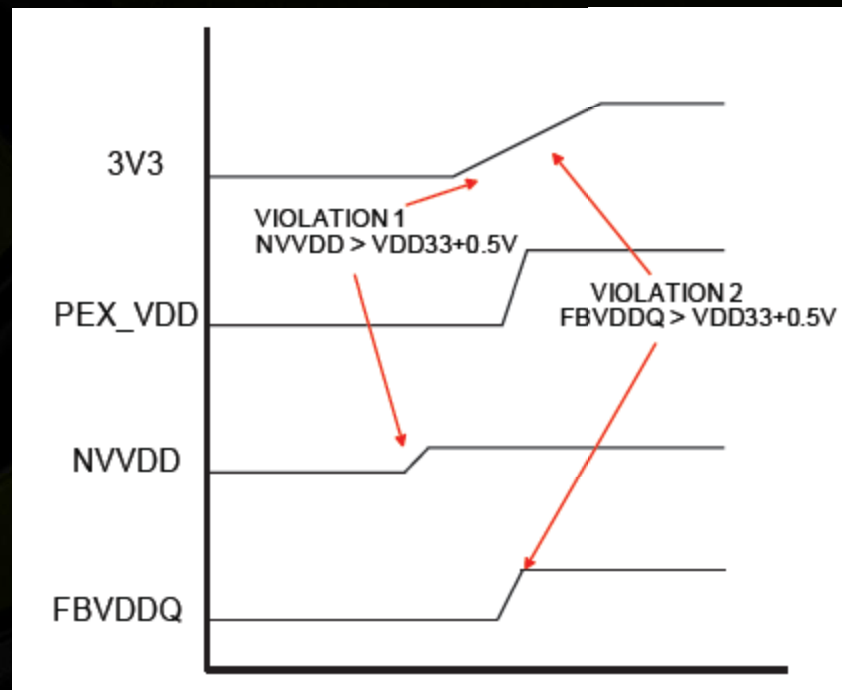 3V3
VIOLATION 1
NVVDD > VDD33+0.5V
PEX_VDD
VIOLATION 2
FBVDDQ > VDD33+0.5V
NVVDD
FBVDDQ